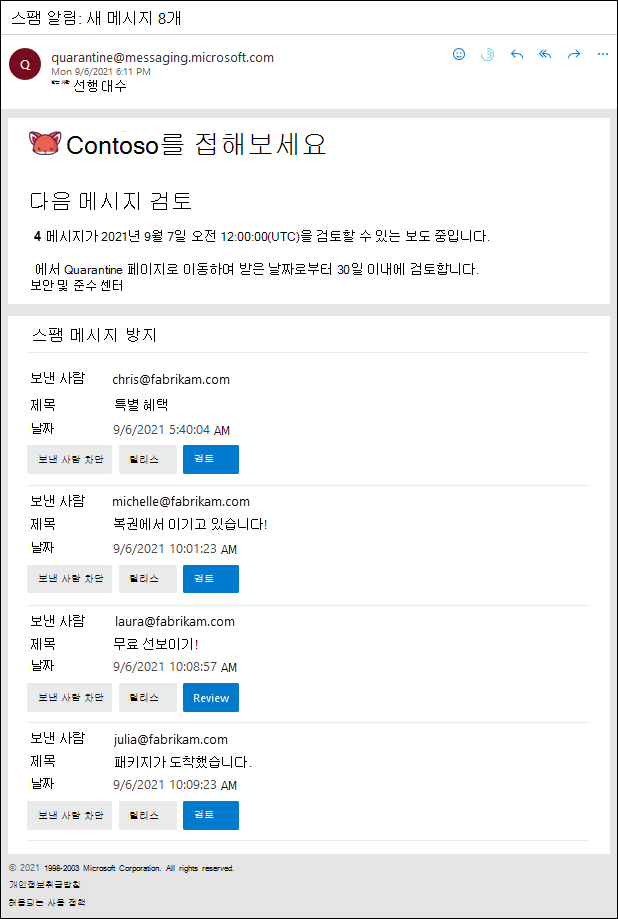 스팸 알림: 새 메시지 8개
Q
quarantine@messaging.microsoft.com
Mon 9/6/2021 6:11 PM
선행 대수
Contoso를 접해보세요
다음 메시지 검토
4 메시지가 2021년 9월 7일 오전 12:00:00(UTC)을 검토할 수 있는 보도 중입니다.
에서 Quarantine 페이지로 이동하여 받은 날짜로부터 30일 이내에 검토합니다.
보안 및 준수 센터
스팸 메시지 방지
보낸 사람 chris@fabrikam.com
제목 특별 혜택
날짜 9/6/2021 5:40:04 AM
보낸 사람 차단 릴리스 검토
보낸 사람 michelle@fabrikam.com
제목 복권에서 이기고 있습니다!
날짜 9/6/2021 10:01:23 AM
보낸 사람 차단 릴리스 검토
보낸 사람 laura@fabrikam.com
제목 무료 선보이기!
날짜 9/6/2021 10:08:57 AM
보낸 사람 차단 릴리스 Review
보낸 사람 julia@fabrikam.com
제목 패키지가 도착했습니다.
날짜 9/6/2021 10:09:23 AM
보낸 사람 차단 릴리스 검토
© 2021 1998-2003 Microsoft Corporation. All rights reserved.
개인정보취급방침
허용되는 사용 정책